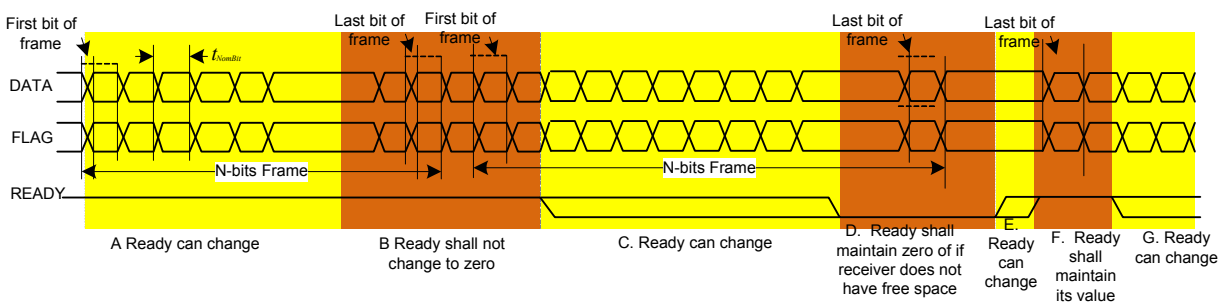 First bit of
frame
t NomBit
Last bit of
frame
First bit of
frame
Last bit of
frame
Last bit of
frame
DATA
FLAG
N-bits Frame
N-bits Frame
READY
A Ready can change
B Ready shall not
change to zero
C. Ready can change
D. Ready shall
maintain zero of if
receiver does not
have free space
E.
Ready
can
change
F. Ready
shall
maintain
its value
G. Ready
can change